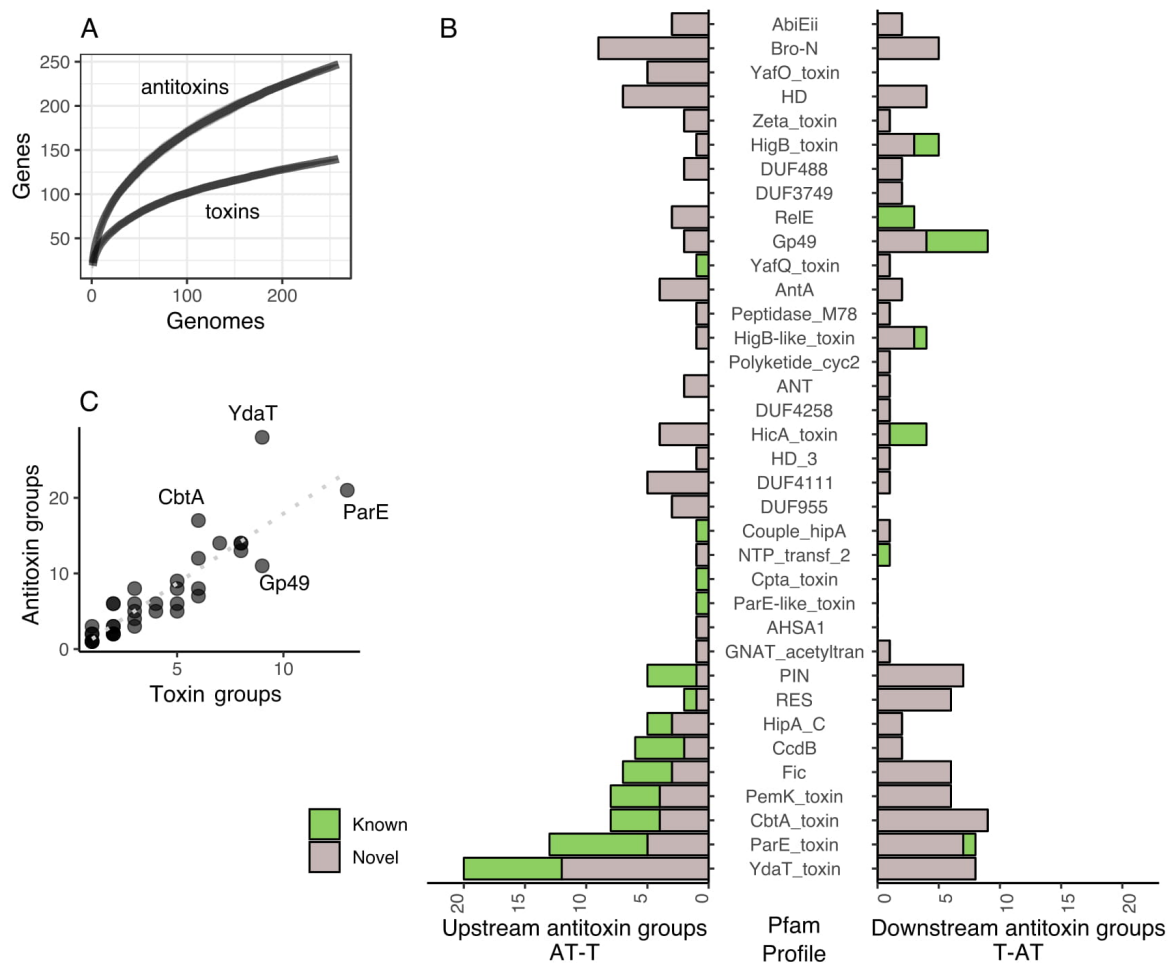 A
250
200
150
100
50
Genes
antitoxins
toxins
0
100
200
Genomes
C
YdaT
CbtA
ParE
Gp49
20
10
0
Antitoxin groups
5
10
Toxin groups
Known
Novel
B
AbiEii
Bro-N
YafO_toxin
HD
Zeta_toxin
HigB_toxin
DUF488
DUF3749
RelE
Gp49
YafQ_toxin
AntA
Peptidase_M78
HigB-like_toxin
Polyketide_cyc2
ANT
DUF4258
HicA_toxin
HD_3
DUF4111
DUF955
Couple_hipA
NTP_transf_2
Cpta_toxin
ParE-like_toxin
AHSA1
GNAT_acetyltran
PIN
RES
HipA_C
CcdB
Fic
PemK_toxin
CbtA_toxin
ParE_toxin
YdaT_toxin
20
15
10
5
0
Upstream antitoxin groups
AT-T
Pfam
Profile
0
5
10
15
20
Downstream antitoxin groups
T-AT